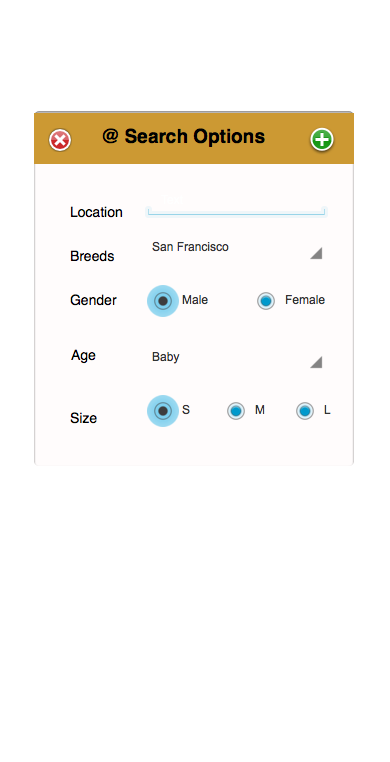 @ Search Options
Location
Breeds San Francisco
Gender Male Female
Age Baby
Size S M L